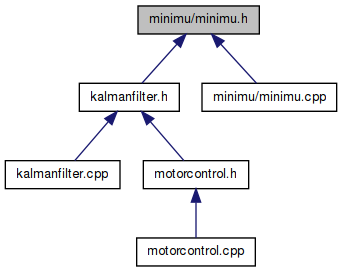 minimu/minimu.h
kalmanfilter.h
minimu/minimu.cpp
kalmanfilter.cpp
motorcontrol.h
motorcontrol.cpp